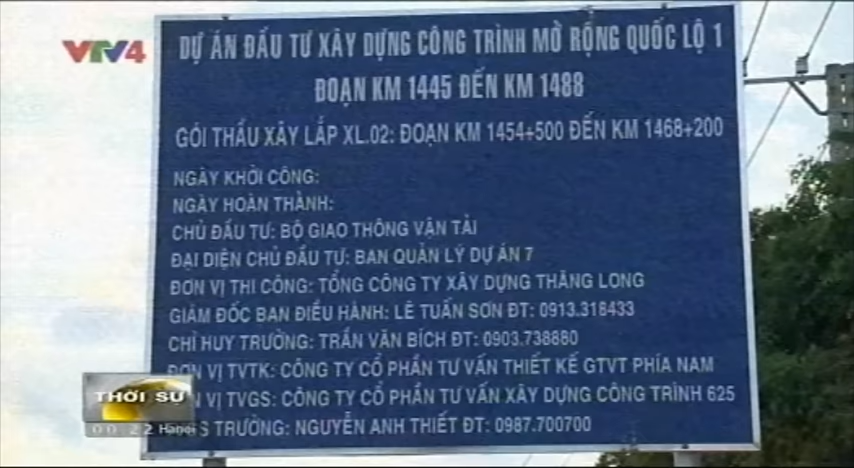 VTV4
DỰ ÁN ĐẦU TƯ XÂY DỰNG CÔNG TRÌNH MỞ RỘNG QUỐC LỘ 1
ĐOẠN KM 1445 ĐẾN KM 1488
GÓI THẦU XÂY LẮP XL.02: ĐOẠN KM 1454+500 ĐẾN KM 1468+200
NGÀY KHỞI CÔNG:
NGÀY HOÀN THÀNH:
CHỦ ĐẦU TƯ: BỘ GIAO THÔNG VẬN TẢI
ĐẠI DIỆN CHỦ ĐẦU TƯ: BAN QUẢN LÝ DỰ ÁN 7
ĐƠN VỊ THI CÔNG: TỔNG CÔNG TY XÂY DỰNG THĂNG LONG
GIÁM ĐỐC BAN ĐIỀU HÀNH: LÊ TUẤN SƠN ĐT: 0913.318433
CHỈ HUY TRƯỞNG: TRẦN VĂN BÍCH ĐT: 0903.738880
ĐƠN VỊ TVTK: CÔNG TY CỔ PHẦN TƯ VẤN THIẾT KẾ GTVT PHÍA NAM
VỊ TVGS: CÔNG TY CỔ PHẦN TƯ VẤN XÂY DỰNG CÔNG TRÌNH 625
TRƯỞNG: NGUYỄN ANH THIẾT ĐT: 0987.700700
THỜI SỰ
00:22 Hanoi